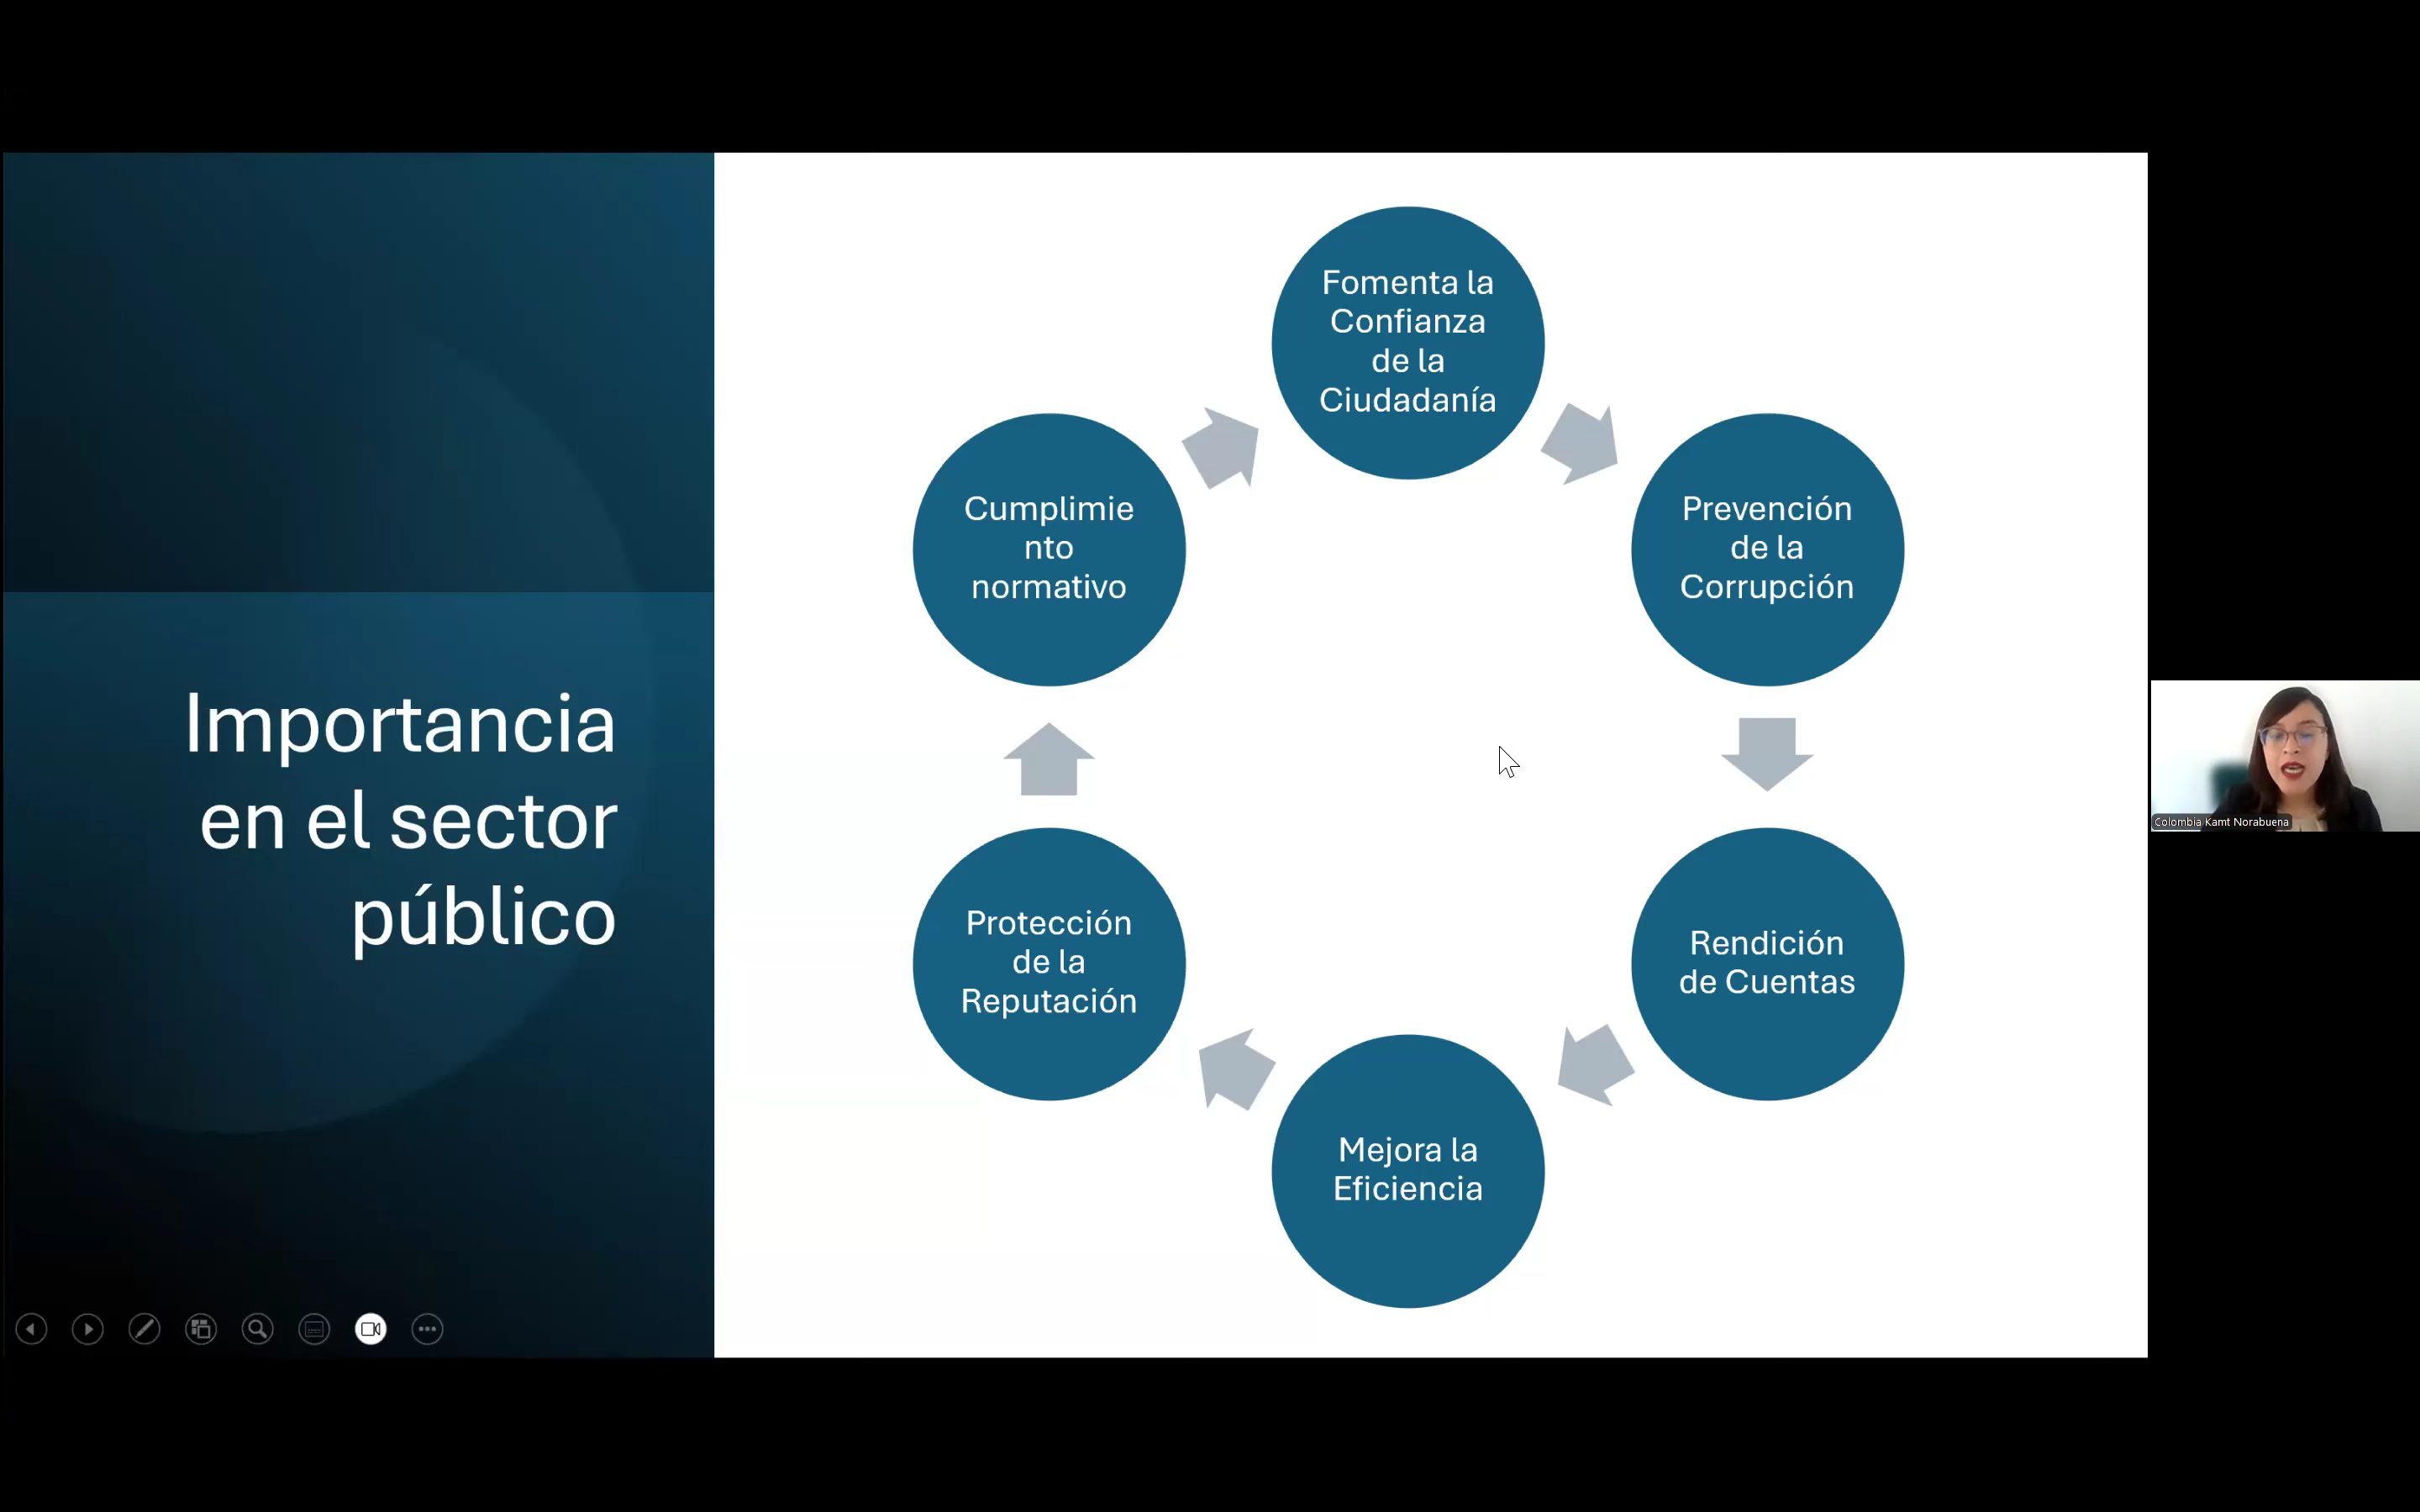 Importancia
en el sector
público
Fomenta la
Confianza
de la
Ciudadanía
Prevención
de la
Corrupción
Rendición
de Cuentas
Mejora la
Eficiencia
Protección
de la
Reputación
Cumplimie
nto
normativo
Colombia Kamt Norabuena